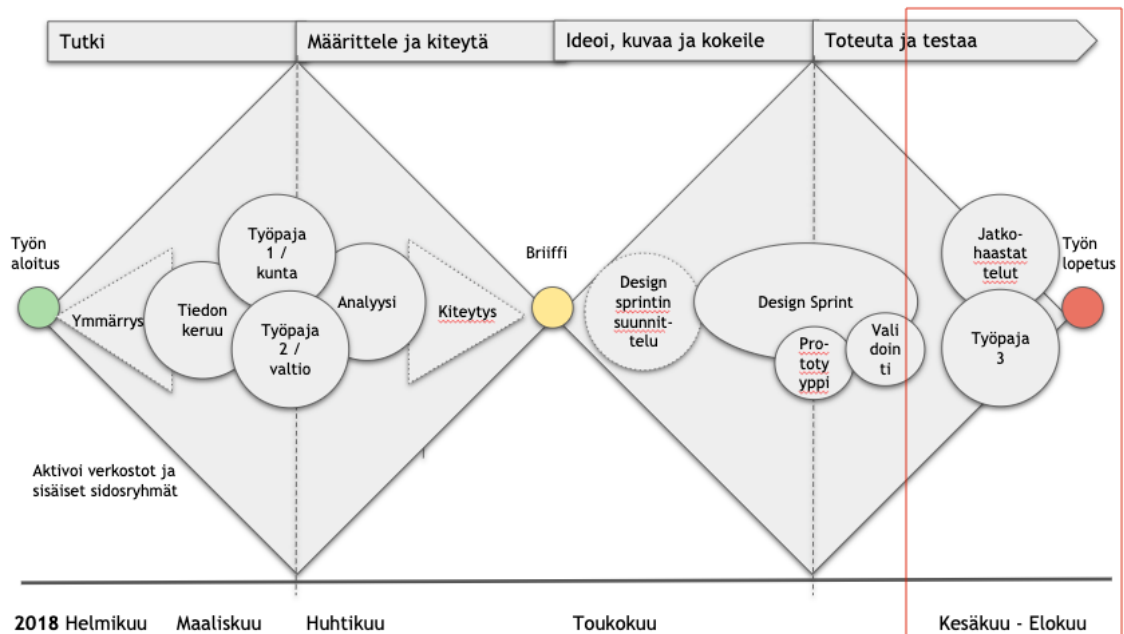 Tutki
Määrittele ja kiteytä
Ideoi, kuvaa ja kokeile
Toteuta ja testaa
Työn
aloitus
Ymmärrys
Tiedon
keruu
Työpaja
1 /
kunta
Työpaja
2 /
valtio
Analyysi
Kiteytys
Briiffi
Design
sprintin
suunnit-
telu
Design Sprint
Pro-
toty
yppi
Vali
doin
ti
Jatko-
haastat
telut
Työpaja
3
Työn
lopetus
Aktivoi verkostot ja
sisäiset sidosryhmät
2018 Helmikuu
Maaliskuu
Huhtikuu
Toukokuu
Kesäkuu - Elokuu